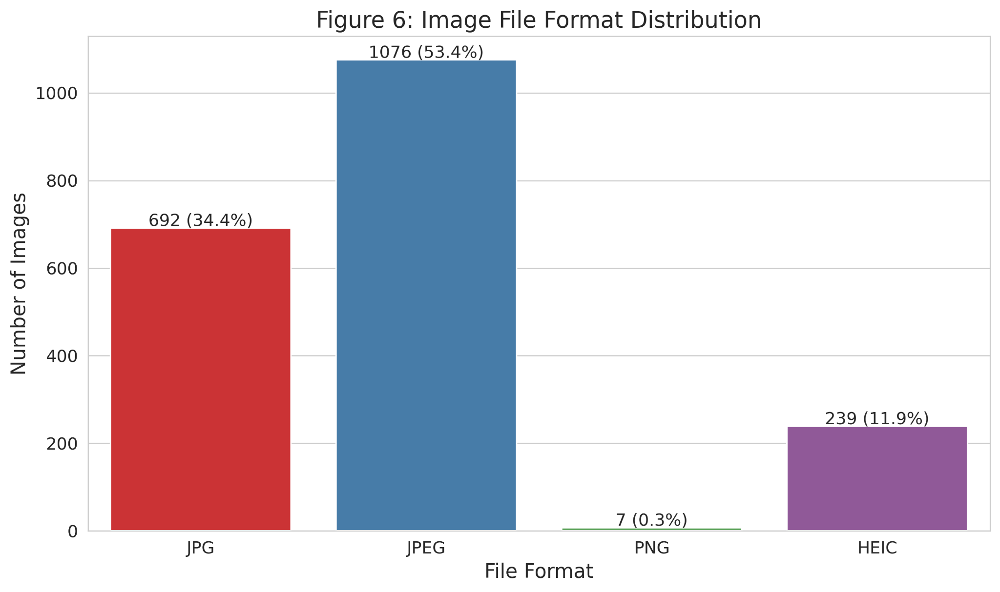 Figure 6: Image File Format Distribution
1076 (53.4%)
1000
800
692 (34.4%)
600
400
239 (11.9%)
200
7 (0.3%)
0
Number of Images
JPG
JPEG
PNG
HEIC
File Format